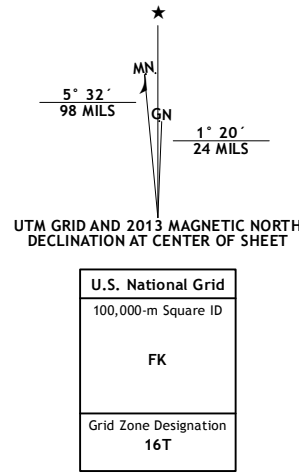 MN.
GN
5° 32´
98 MILS
1° 20´
24 MILS
UTM GRID AND 2013 MAGNETIC NORTH
DECLINATION AT CENTER OF SHEET
U.S. National Grid
100,000-m Square ID
FK
Grid Zone Designation
16T